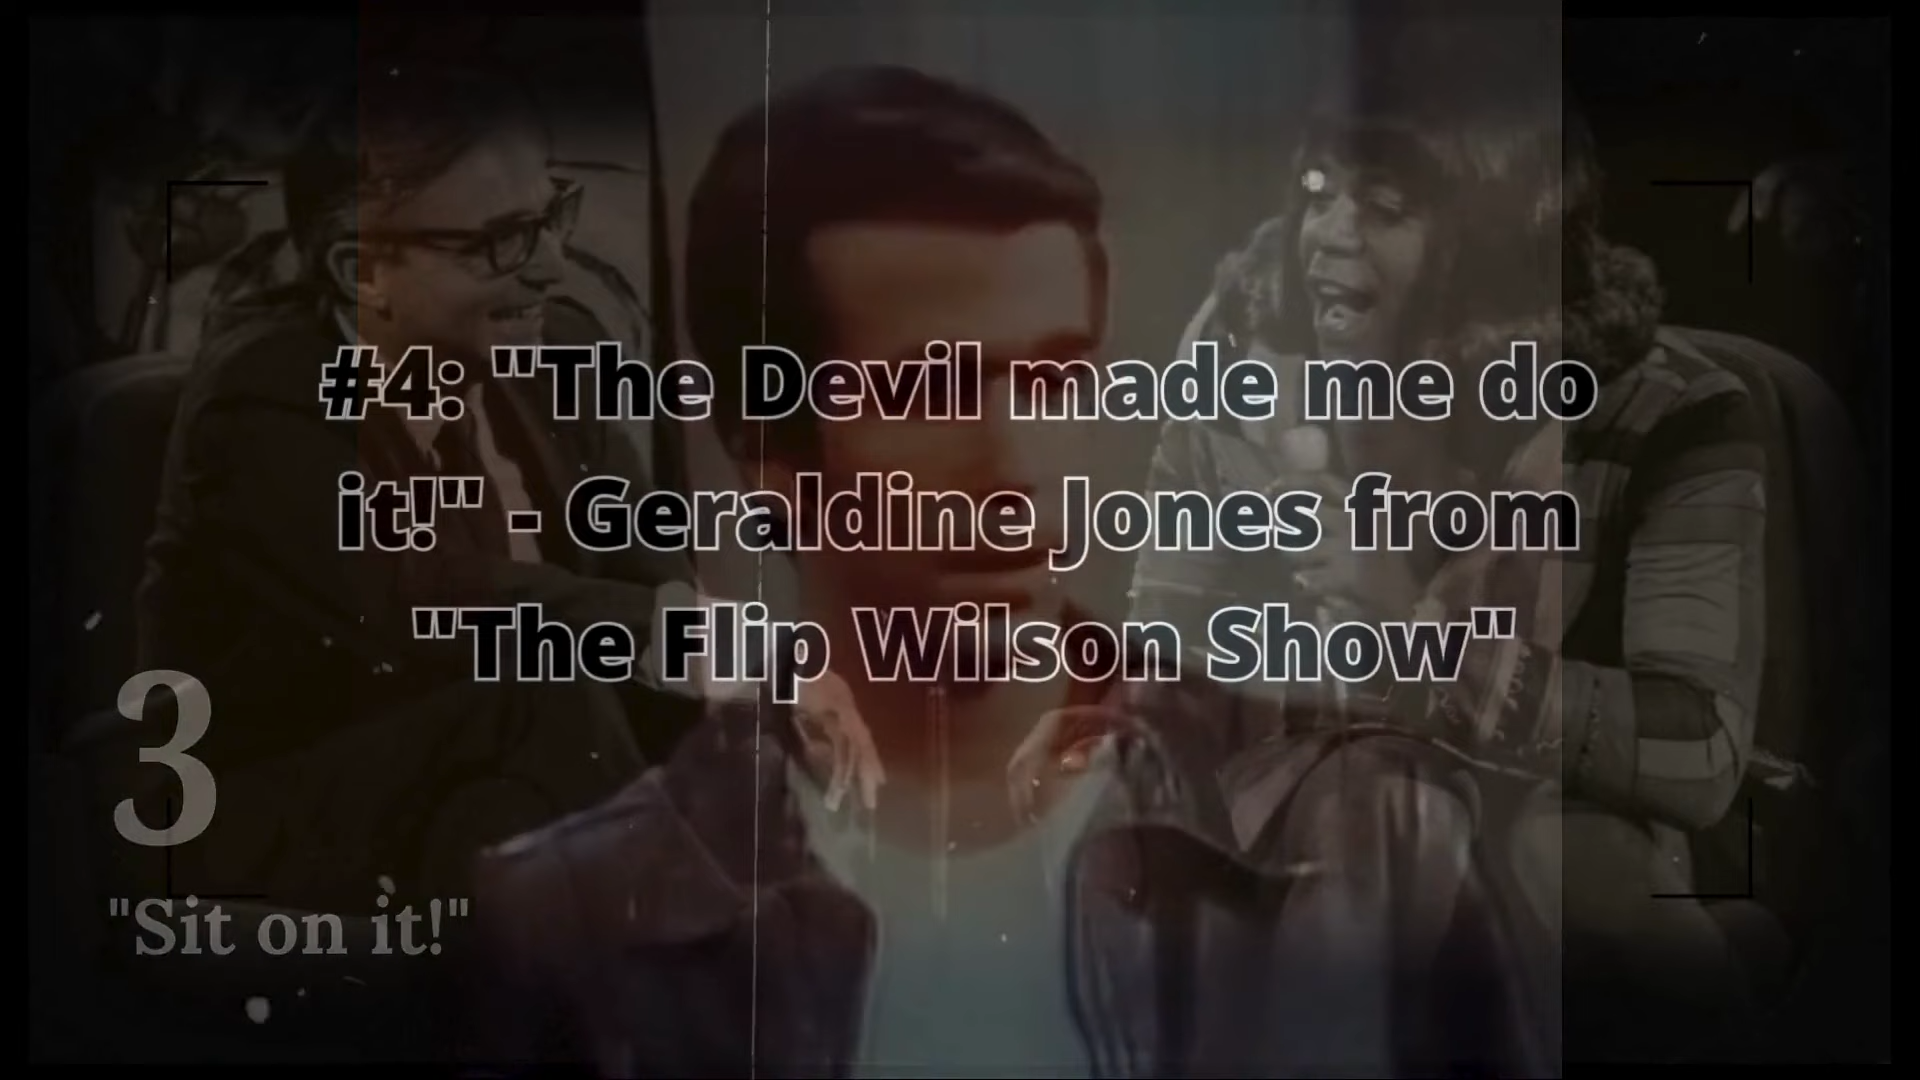 #4: "The Devil made me do
it!" - Geraldine Jones from
"The Flip Wilson Show"
3
"Sit on it!"